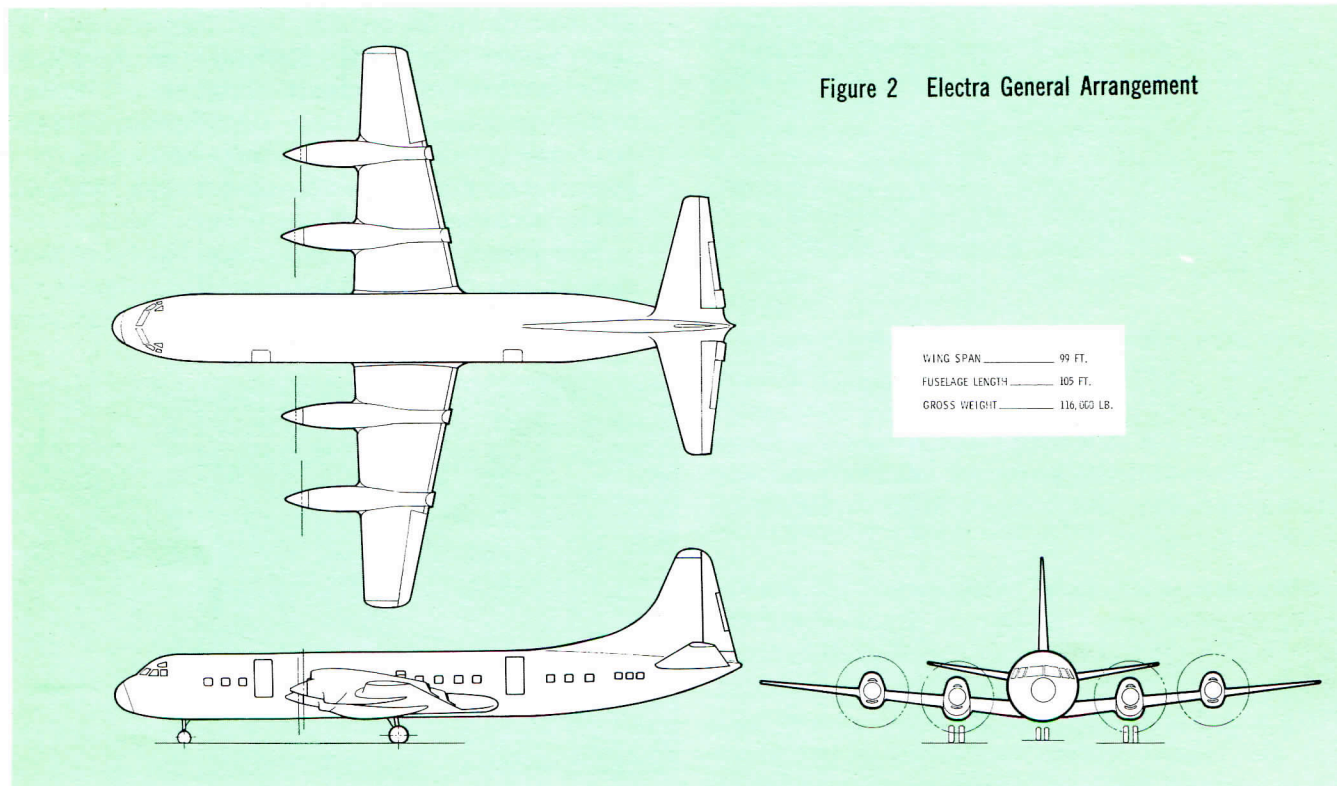 Figure 2 Electra General Arrangement
WING SPAN 99 FT.
FUSELAGE LENGTH 105 FT.
GROSS WEIGHT 116,000 LB.